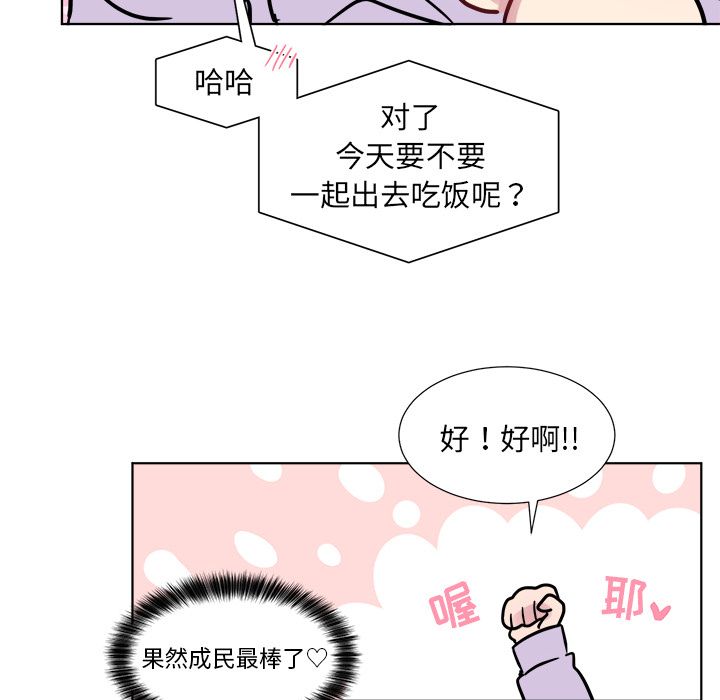 哈哈
对了
今天要不要
一起出去吃饭呢？
好！好啊!!
喔耶♥
果然成民最棒了♡